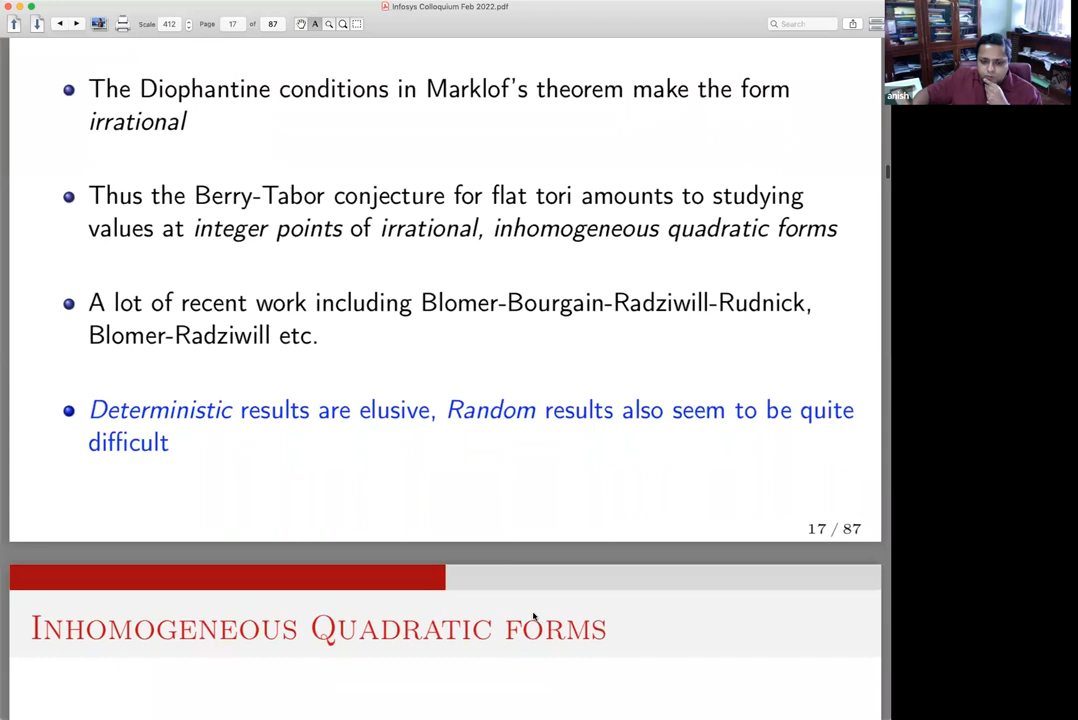 Infosys Colloquium Feb 2022.pdf
Scale 412 Page 17 of 87 A Search
anish
The Diophantine conditions in Marklof's theorem make the form
irrational
Thus the Berry-Tabor conjecture for flat tori amounts to studying
values at integer points of irrational, inhomogeneous quadratic forms
A lot of recent work including Blomer-Bourgain-Radziwill-Rudnick,
Blomer-Radziwill etc.
Deterministic results are elusive, Random results also seem to be quite
difficult
17 / 87
Inhomogeneous Quadratic forms